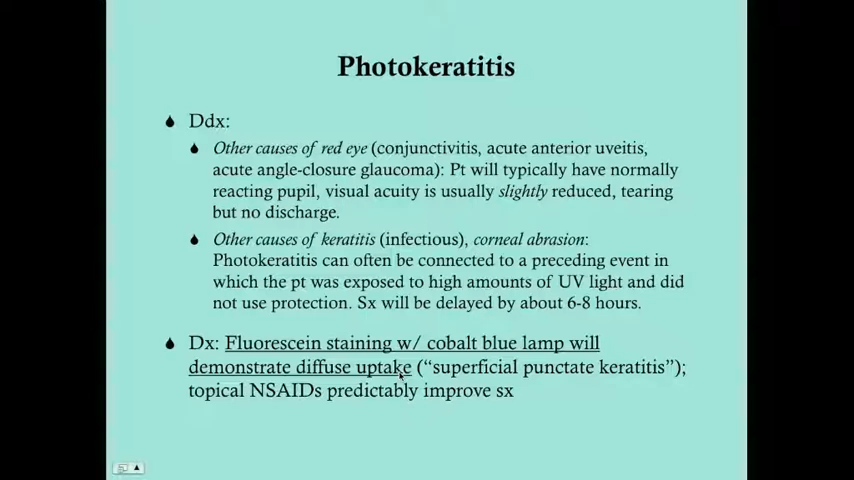 Photokeratitis
Ddx:
Other causes of red eye (conjunctivitis, acute anterior uveitis,
acute angle-closure glaucoma): Pt will typically have normally
reacting pupil, visual acuity is usually slightly reduced, tearing
but no discharge.
Other causes of keratitis (infectious), corneal abrasion:
Photokeratitis can often be connected to a preceding event in
which the pt was exposed to high amounts of UV light and did
not use protection. Sx will be delayed by about 6-8 hours.
Dx: Fluorescein staining w/ cobalt blue lamp will
demonstrate diffuse uptake (“superficial punctate keratitis”);
topical NSAIDs predictably improve sx